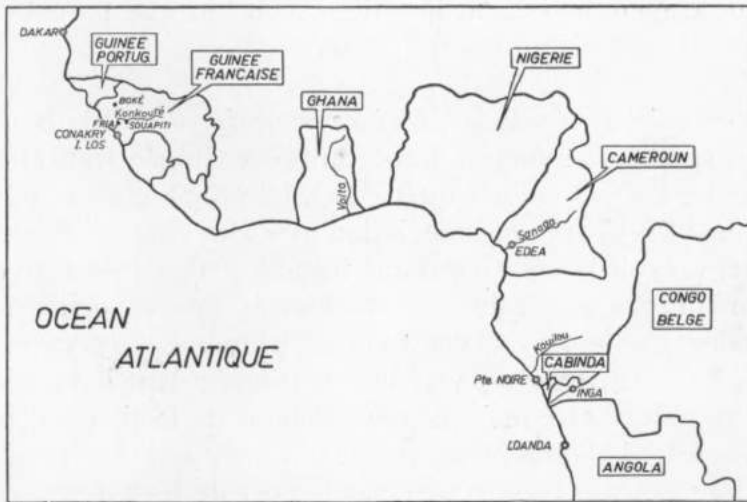 DAKAR
GUINEE
PORTUG.
GUINEE
FRANCAISE
BOKÉ
Konkouré
FRIA
SOUAPITI
CONAKRY
I. LOS
GHANA
Volta
NIGERIE
CAMEROUN
Sanaga
EDEA
OCEAN
ATLANTIQUE
CONGO
BELGE
Kouilou
CABINDA
Pte NOIRE
INGA
LOANDA
ANGOLA